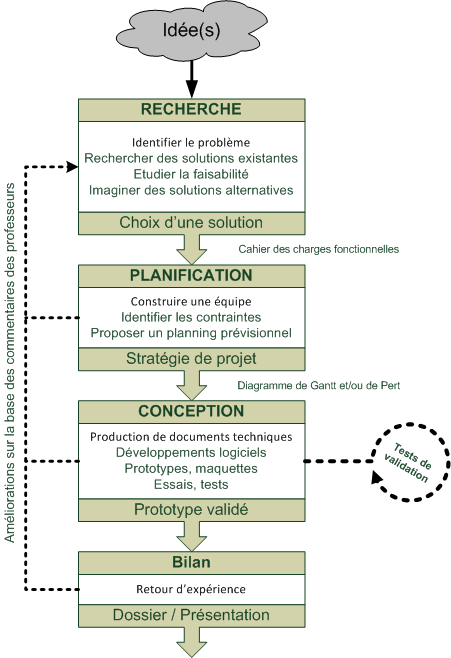 Idée(s)
RECHERCHE
Identifier le problème
Rechercher des solutions existantes
Etudier la faisabilité
Imaginer des solutions alternatives
Choix d'une solution
Cahier des charges fonctionnelles
PLANIFICATION
Construire une équipe
Identifier les contraintes
Proposer un planning prévisionnel
Stratégie de projet
Diagramme de Gantt et/ou de Pert
CONCEPTION
Production de documents techniques
Développements logiciels
Prototypes, maquettes
Essais, tests
Prototype validé
Tests de
validation
Bilan
Retour d'expérience
Dossier / Présentation
Améliorations sur la base des commentaires des professeurs